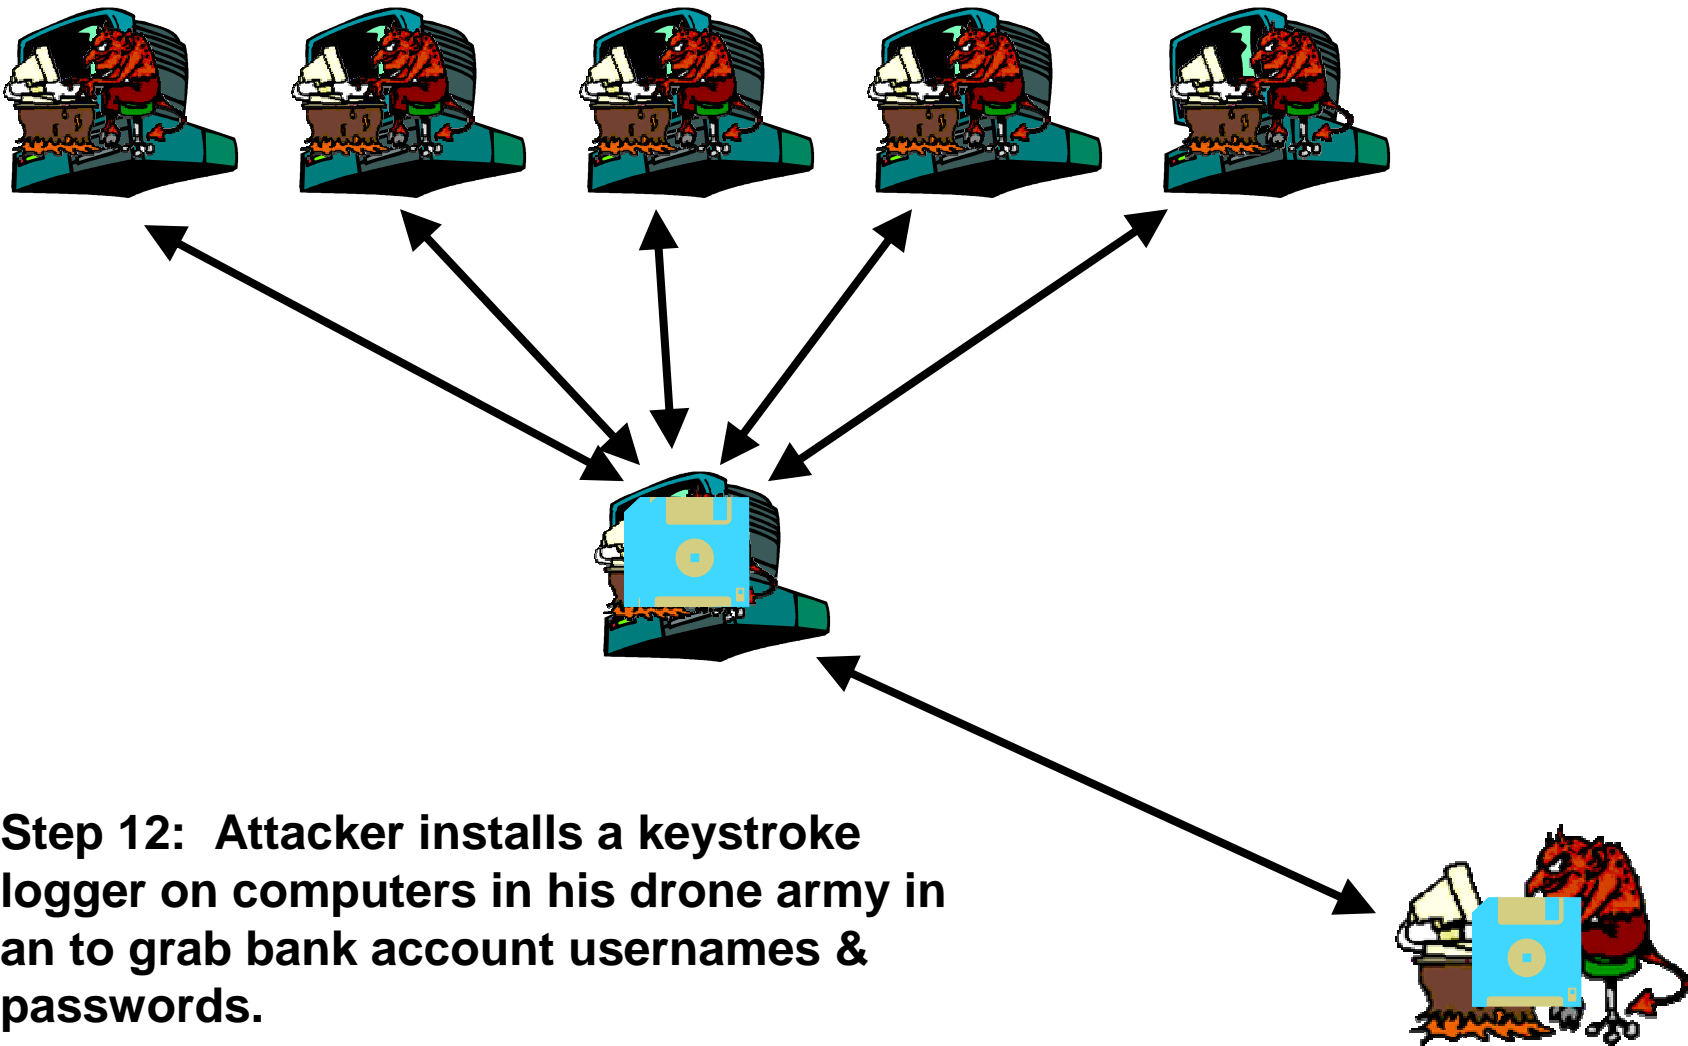 Step 12:  Attacker installs a keystroke
logger on computers in his drone army in
an to grab bank account usernames &
passwords.